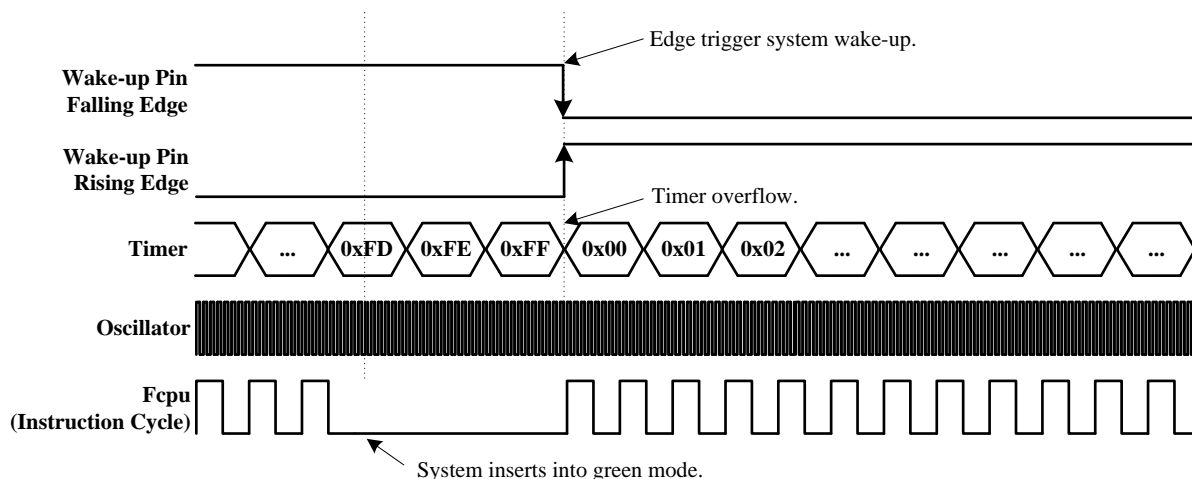 Edge trigger system wake-up.
Wake-up Pin
Falling Edge
Wake-up Pin
Rising Edge
Timer overflow.
Timer ... 0xFD 0xFE 0xFF 0x00 0x01 0x02 ... ... ... ... ...
Oscillator
Fcpu
(Instruction Cycle)
System inserts into green mode.